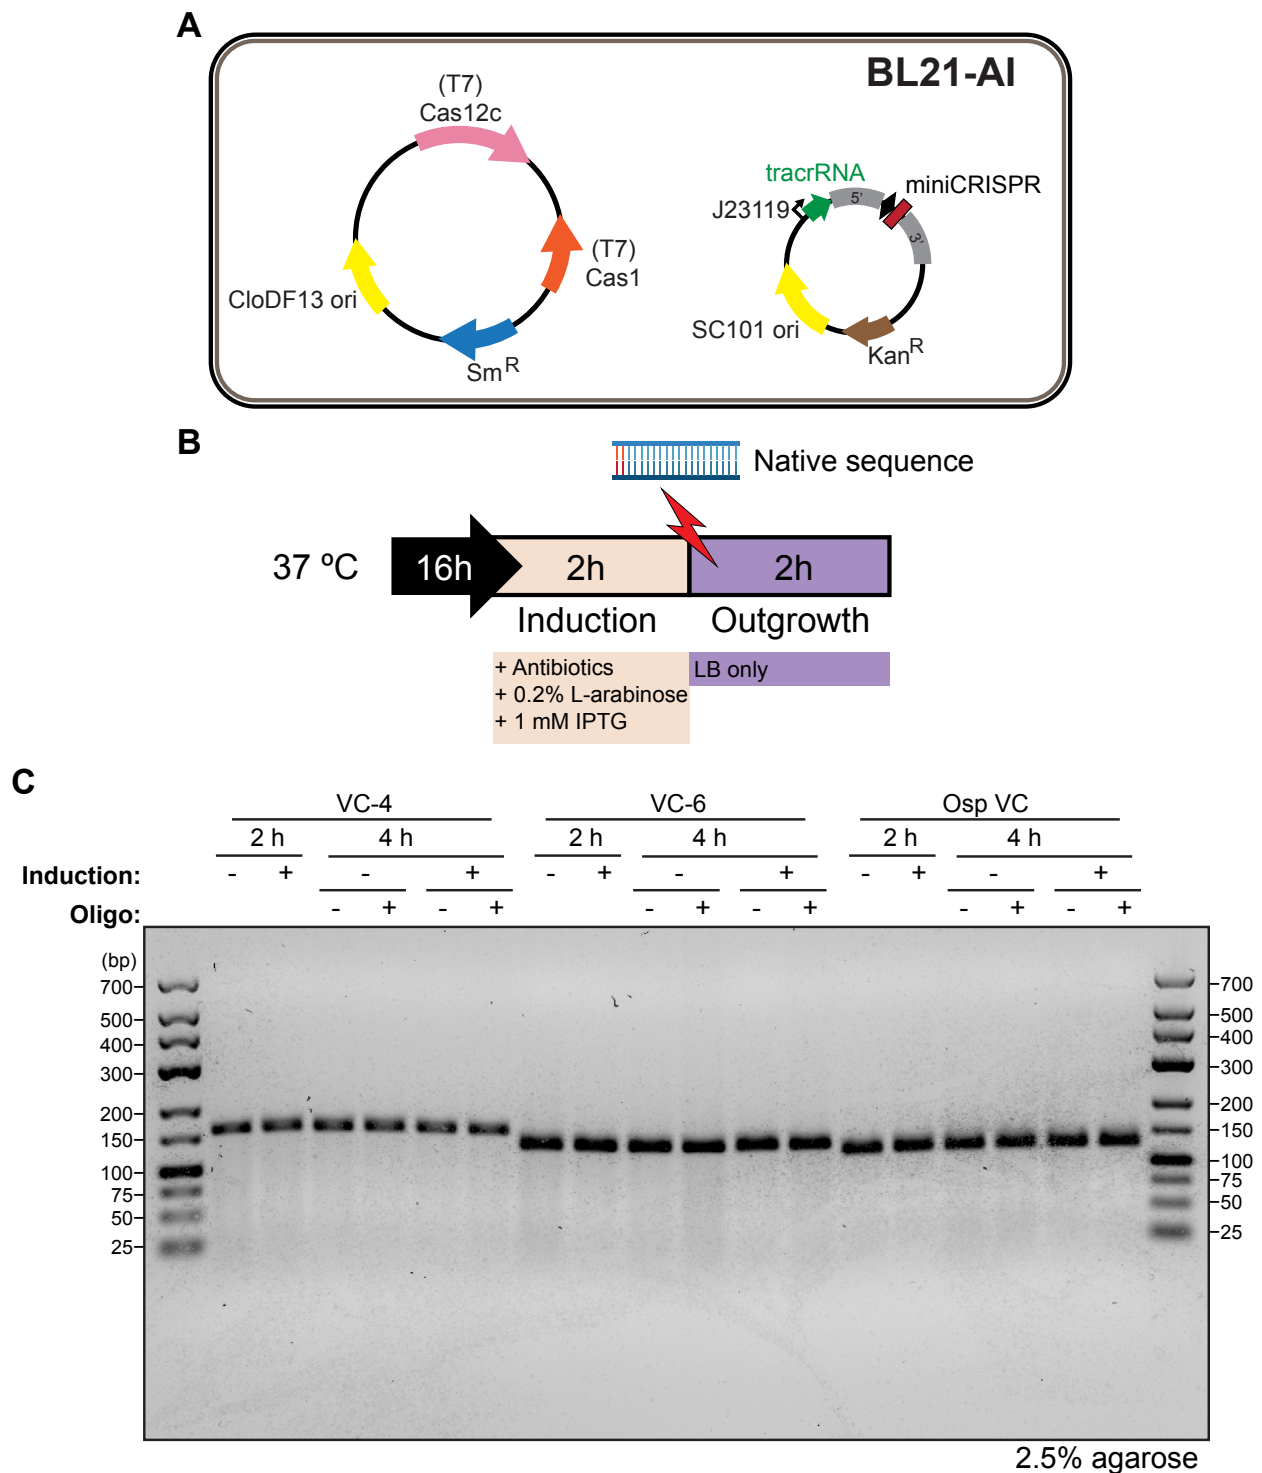 A
BL21-AI
(T7)
Cas12c
(T7)
Cas1
CloDF13 ori
Sm R
tracrRNA
5'
miniCRISPR
J23119
3'
SC101 ori
Kan R
B
Native sequence
37 ºC
16h
2h
2h
Induction
Outgrowth
+ Antibiotics
+ 0.2% L-arabinose
+ 1 mM IPTG
LB only
C
VC-4
VC-6
Osp VC
2 h
4 h
2 h
4 h
2 h
4 h
Induction:
- + - + - + - + - + - +
Oligo:
- + - + - + - + - + - +
(bp)
700
500
400
300
200
150
100
75
50
25
700
500
400
300
200
150
100
75
50
25
2.5% agarose